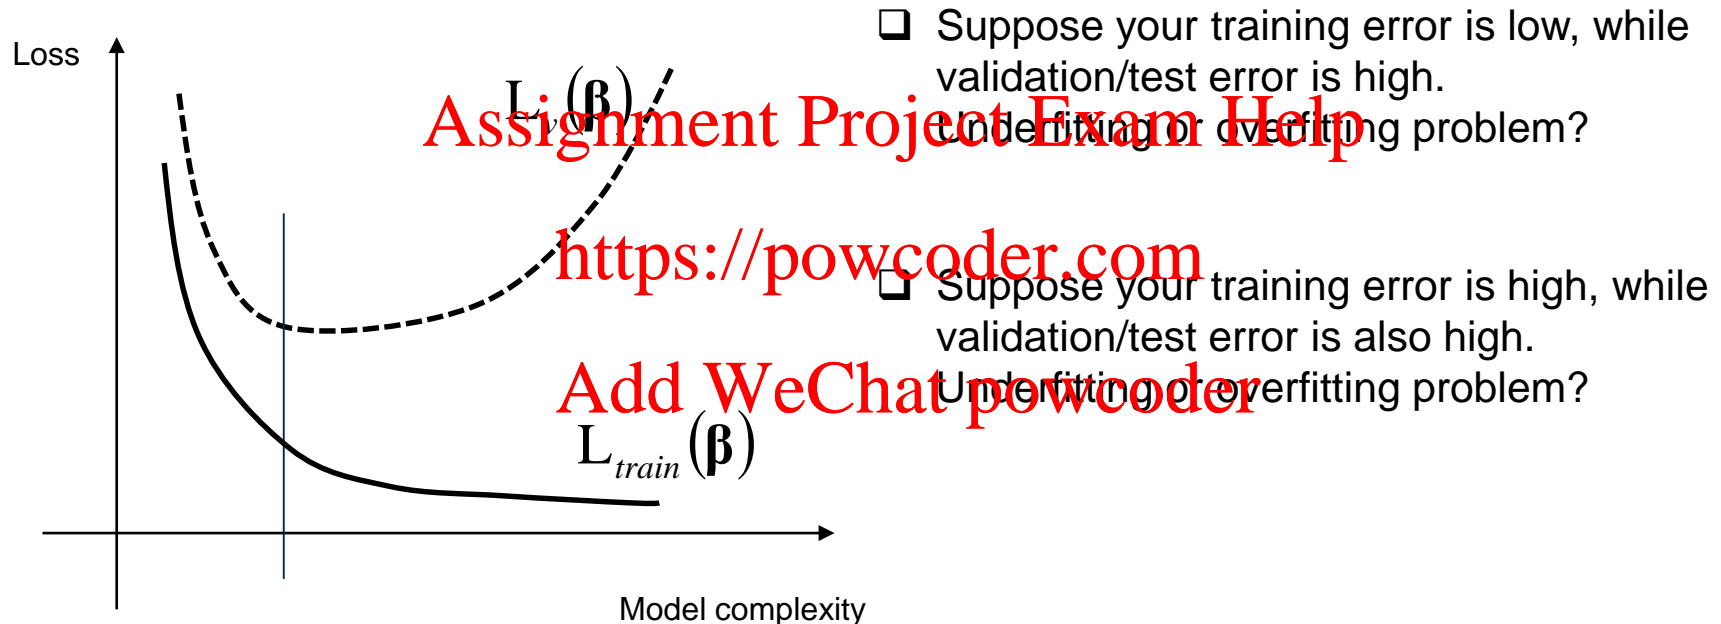 Loss
L_v(β)
❑ Suppose your training error is low, while
validation/test error is high.
Underfitting or overfitting problem?
Assignment Project Exam Help
https://powcoder.com
❑ Suppose your training error is high, while
validation/test error is also high.
Underfitting or overfitting problem?
Add WeChat powcoder
L_train(β)
Model complexity